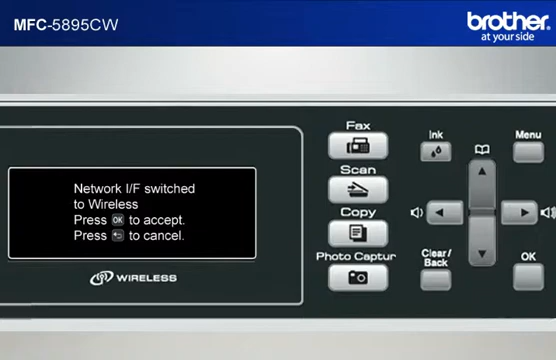 MFC-5895CW
brother
at your side
Fax
Ink
Menu
Scan
Network I/F switched
to Wireless
Press OK to accept.
Press to cancel.
Copy
Photo Captur
Clear/
Back
OK
WIRELESS